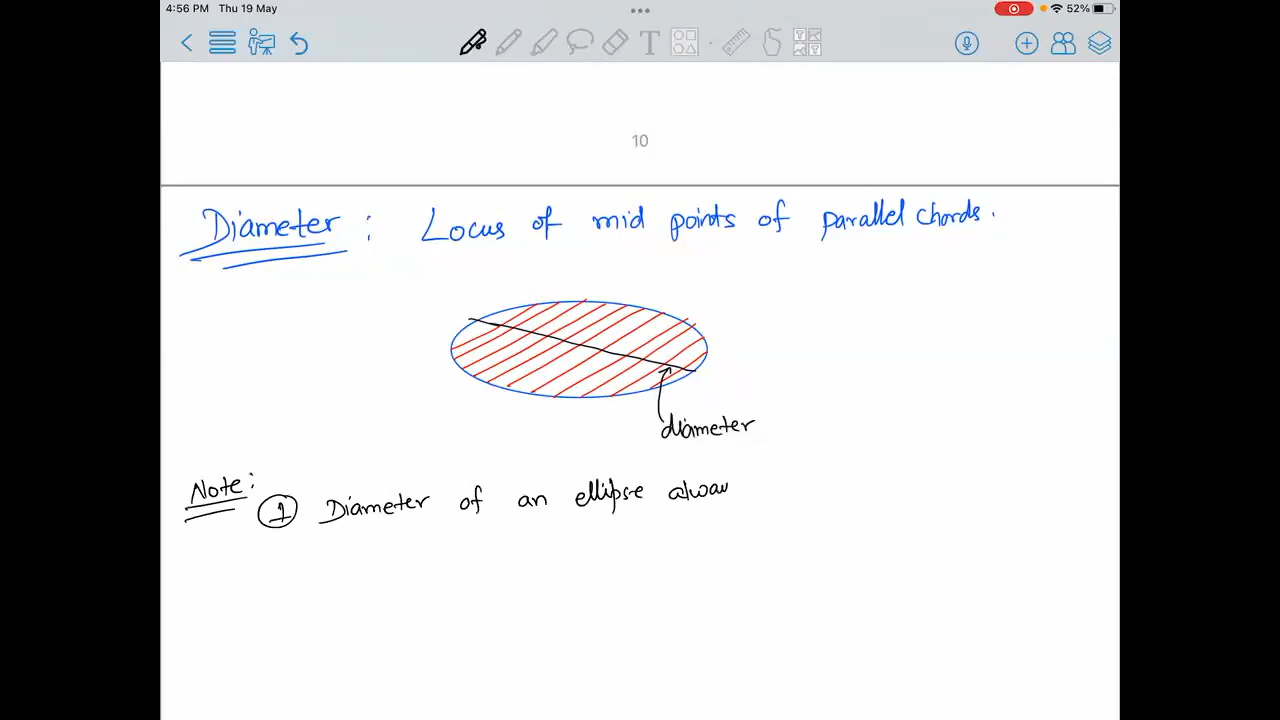 4:56 PM Thu 19 May
52%
T
10
Diameter : Locus of mid points of parallel chords.
diameter
Note :
1 Diameter of an ellipse alwa